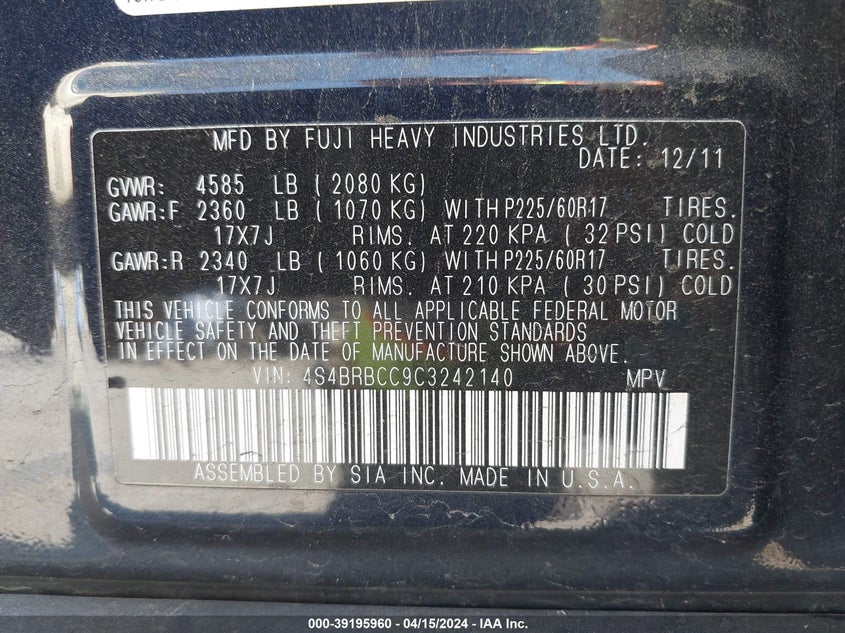 MFD BY FUJI HEAVY INDUSTRIES LTD.
DATE: 12/11
GVWR: 4585 LB ( 2080 KG)
GAWR:F 2360 LB ( 1070 KG) WITH P225/60R17 TIRES.
17X7J RIMS. AT 220 KPA ( 32 PSI) COLD
GAWR:R 2340 LB ( 1060 KG) WITH P225/60R17 TIRES.
17X7J RIMS. AT 210 KPA ( 30 PSI) COLD
THIS VEHICLE CONFORMS TO ALL APPLICABLE FEDERAL MOTOR
VEHICLE SAFETY AND THEFT PREVENTION STANDARDS
IN EFFECT ON THE DATE OF MANUFACTURE SHOWN ABOVE.
VIN: 4S4BRBCC9C3242140 MPV
ASSEMBLED BY SIA INC. MADE IN U.S.A.
000-39195960 - 04/15/2024 - IAA Inc.